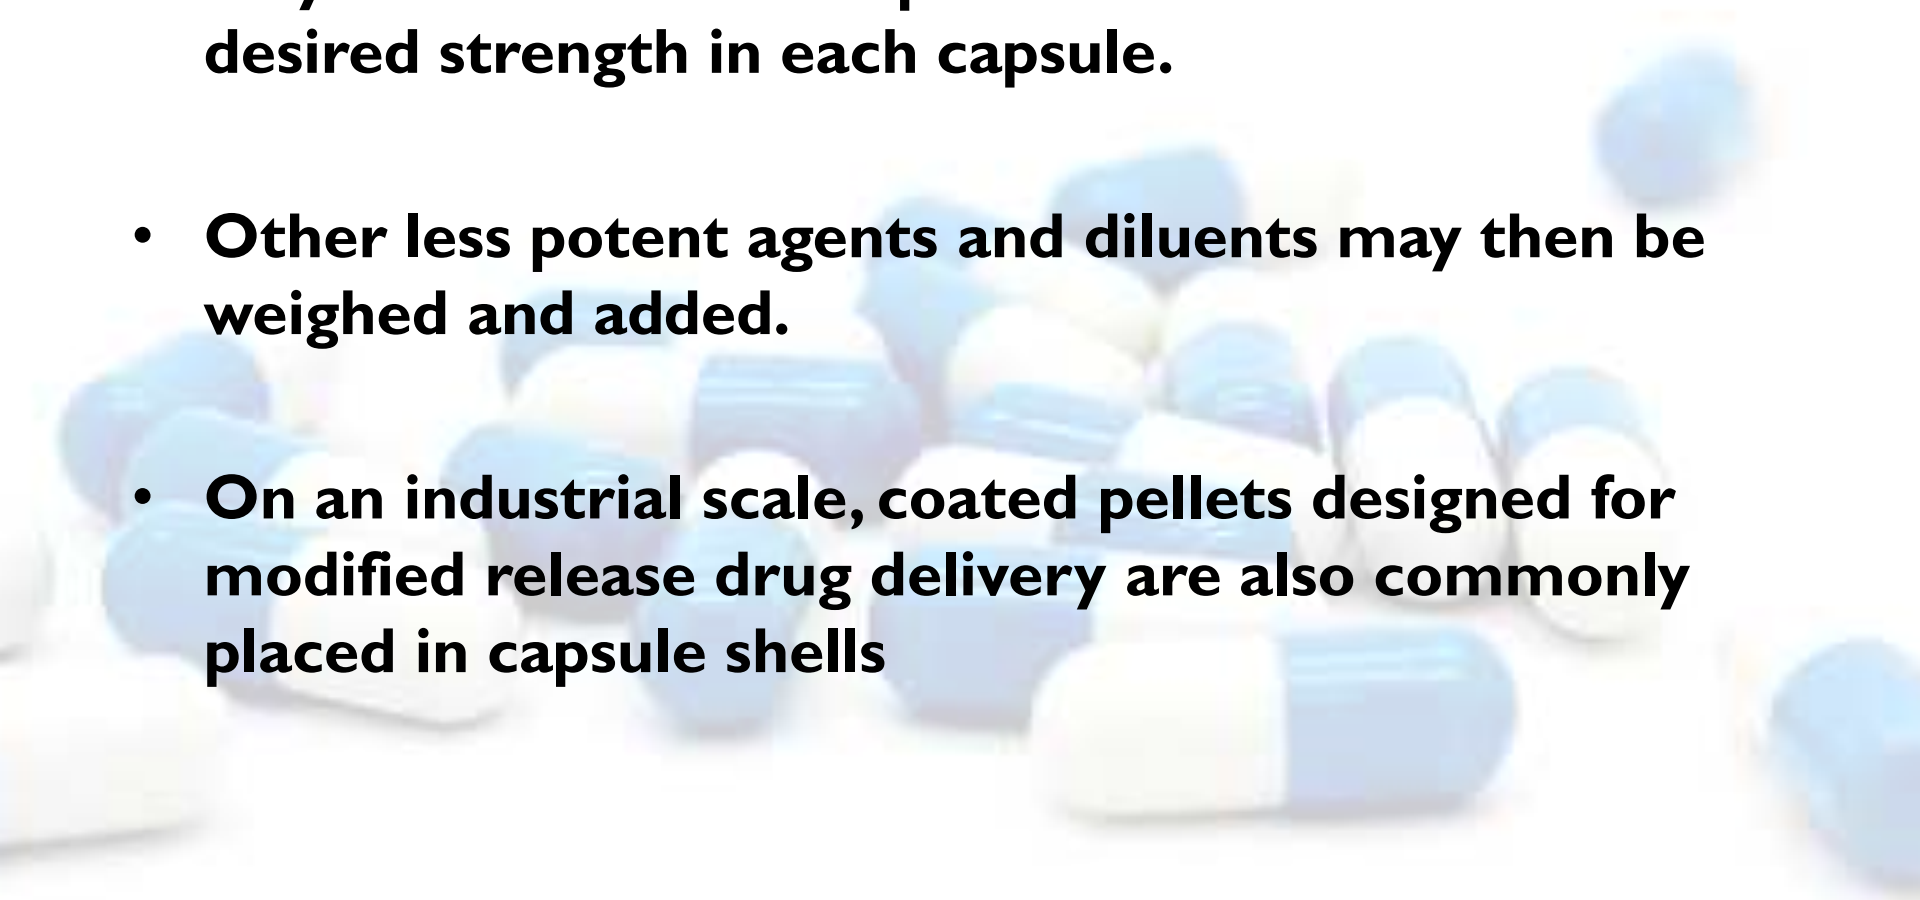 desired strength in each capsule.
• Other less potent agents and diluents may then be
weighed and added.
• On an industrial scale, coated pellets designed for
modified release drug delivery are also commonly
placed in capsule shells